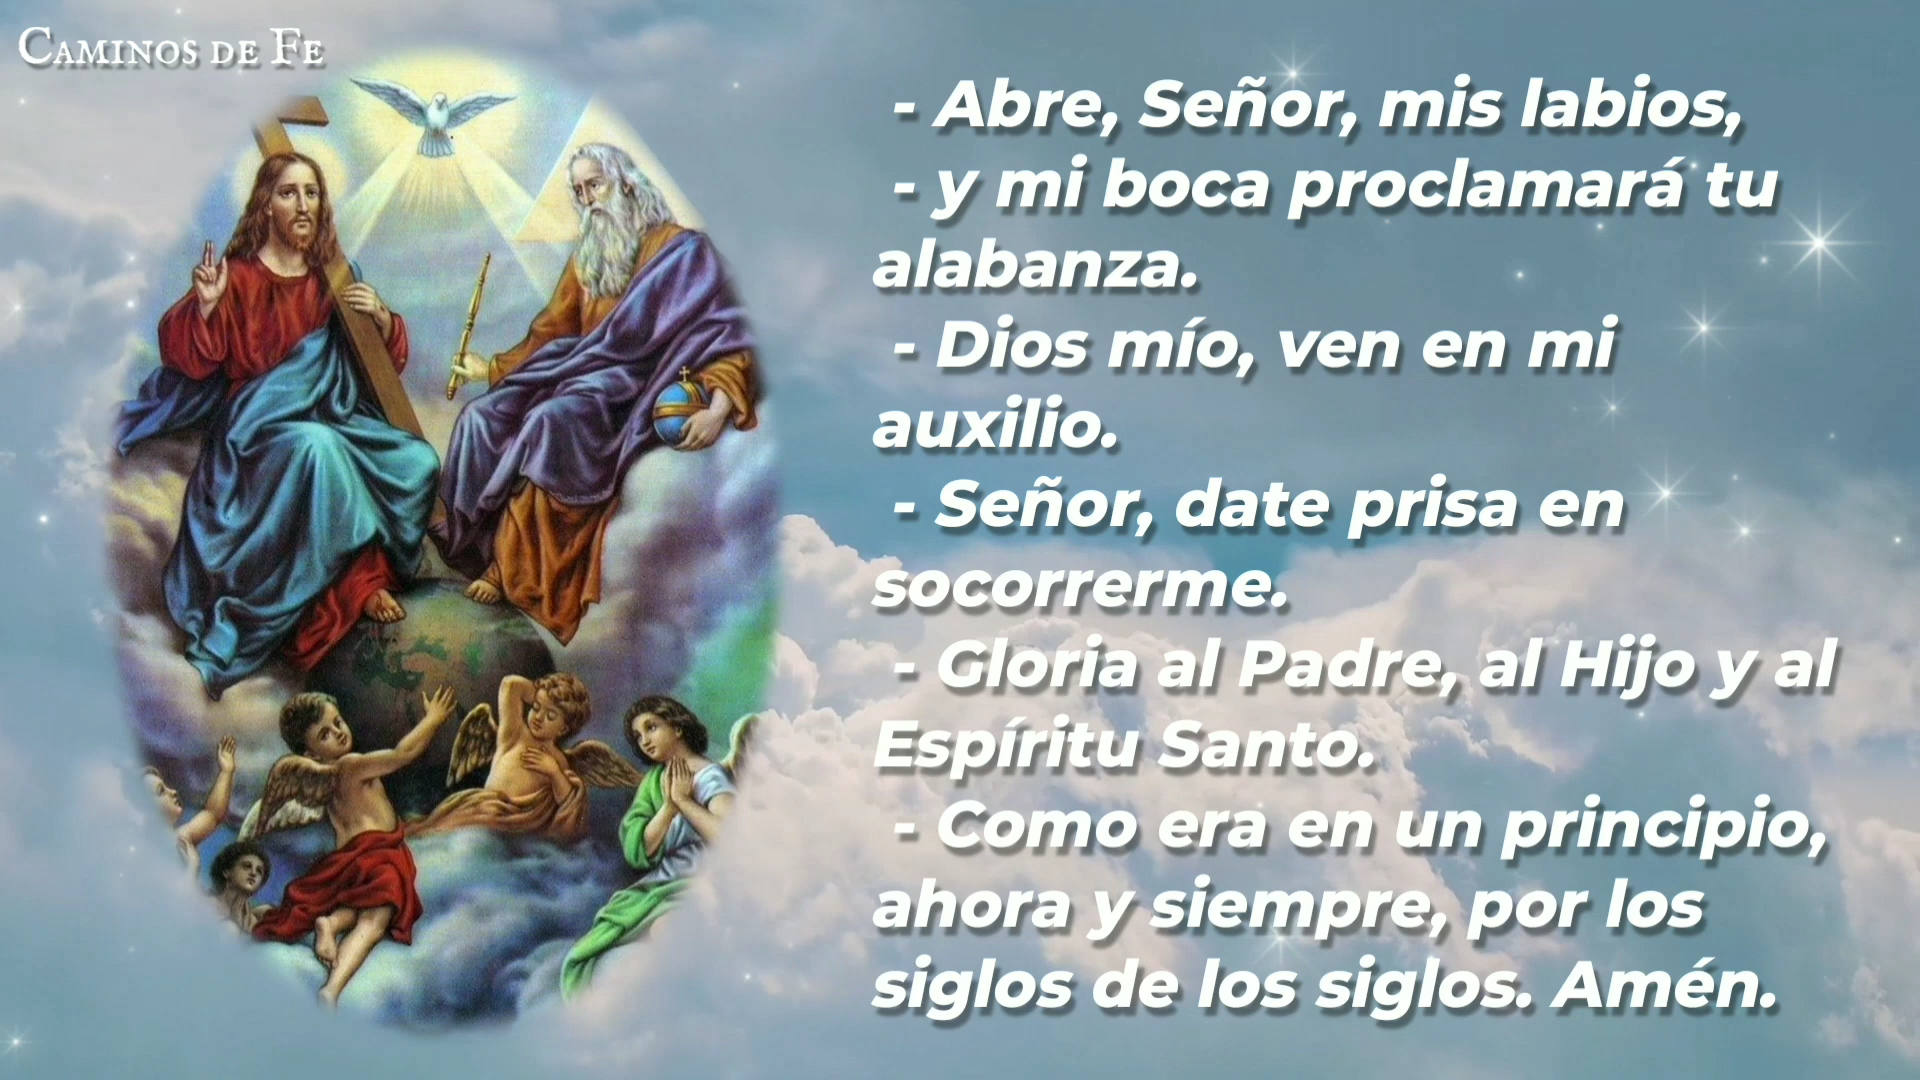 Caminos de Fe
- Abre, Señor, mis labios,
- y mi boca proclamará tu
alabanza.
- Dios mío, ven en mi
auxilio.
- Señor, date prisa en
socorrerme.
- Gloria al Padre, al Hijo y al
Espíritu Santo.
- Como era en un principio,
ahora y siempre, por los
siglos de los siglos. Amén.